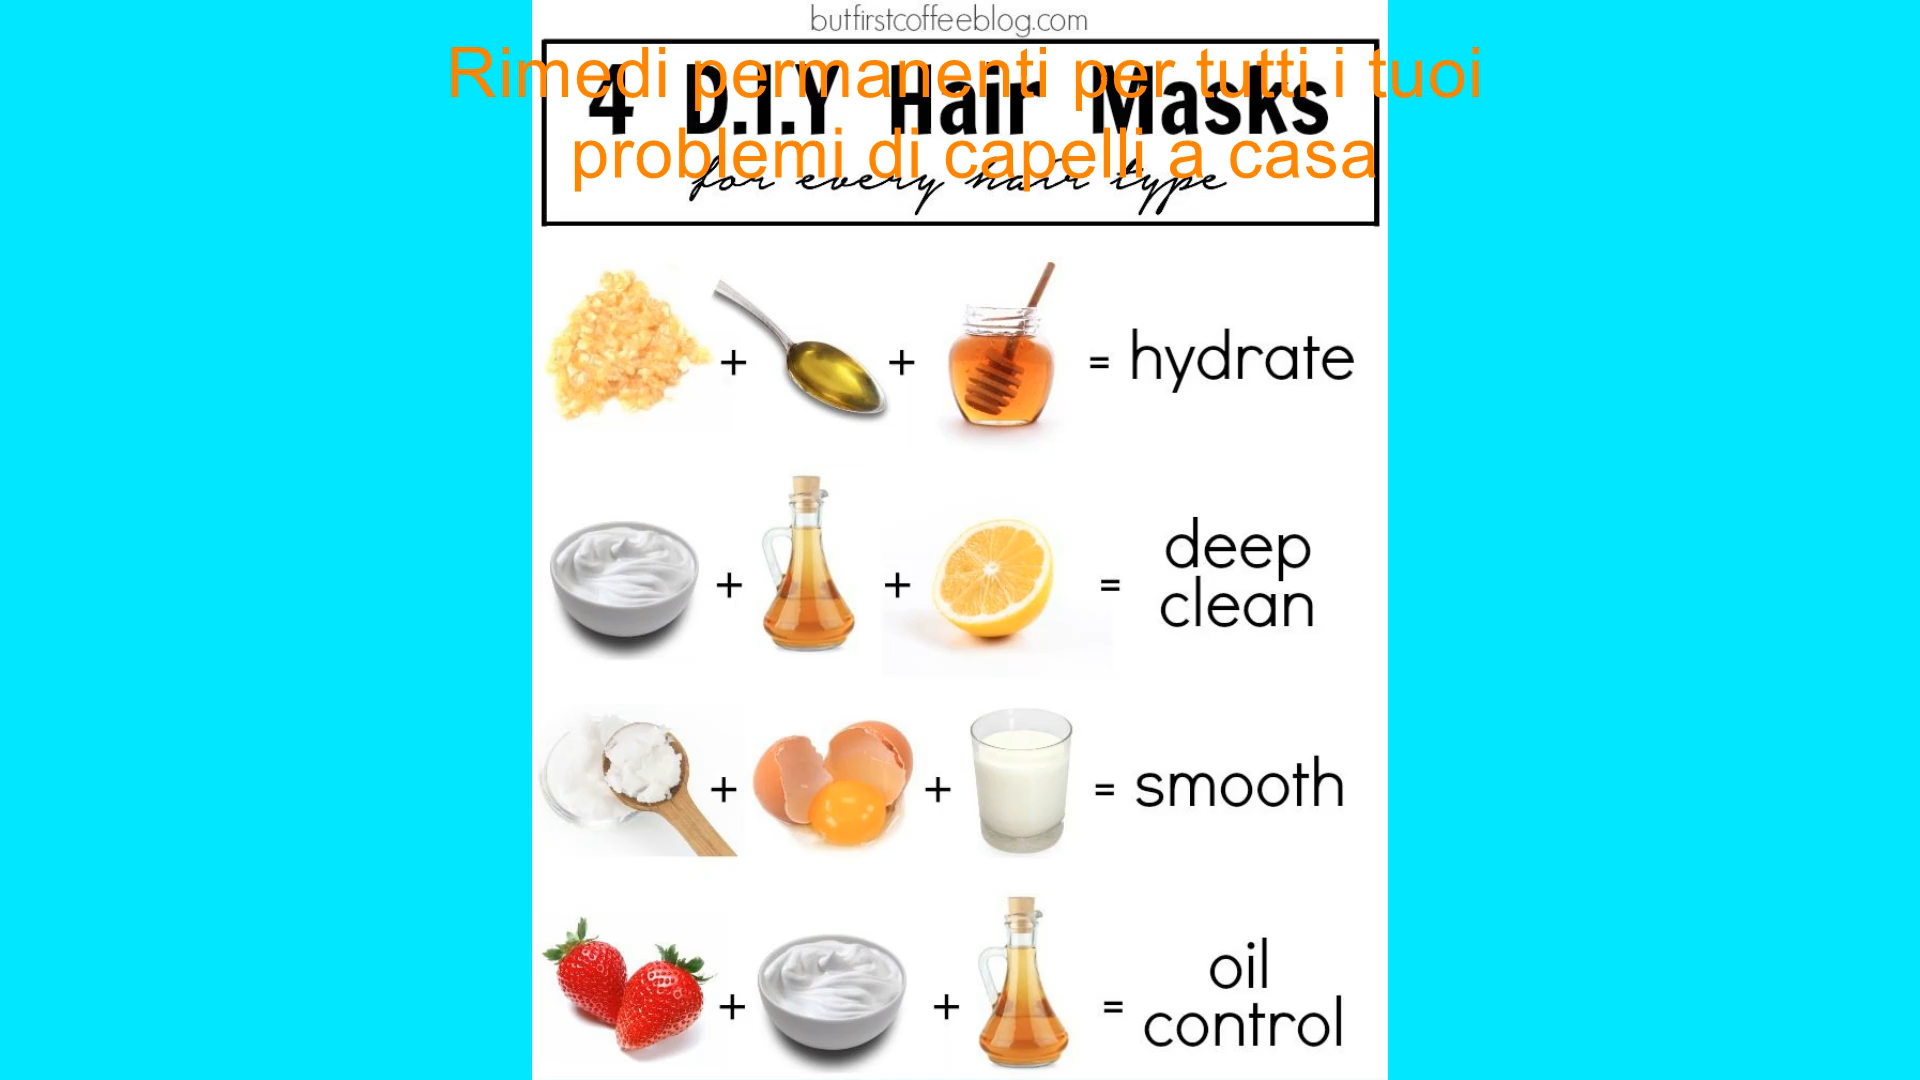 butfirstcoffeeblog.com
Rimedi permanenti per tutti i tuoi
problemi di capelli a casa
4 D.I.Y Hair Masks
for every hair type
+ + = hydrate
+ + = deep
clean
+ + = smooth
+ + = oil
control